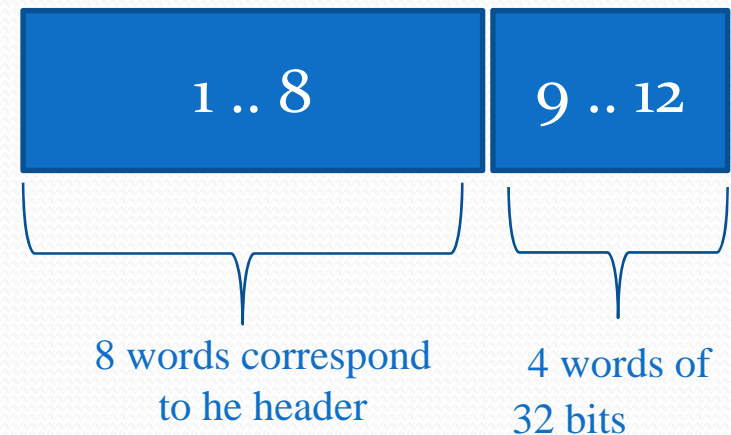 1 .. 8
9 .. 12
8 words correspond
to he header
4 words of
32 bits